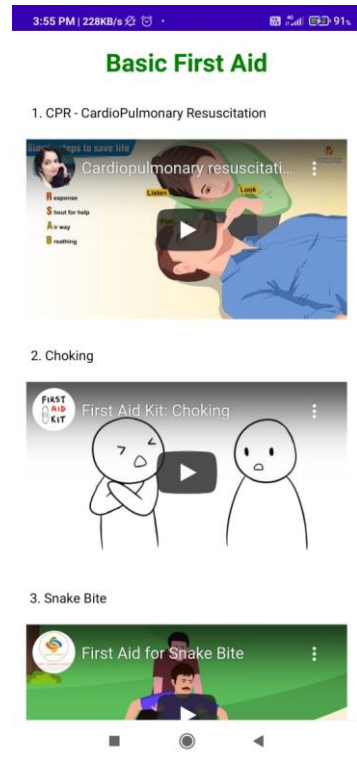 3:55 PM | 228KB/s
91%
Basic First Aid
1. CPR - CardioPulmonary Resuscitation
steps to save life
Cardiopulmonary resuscitati...
Response
Shout for help
Air way
Breathing
Listen
Look
2. Choking
FIRST
AID
KIT
First Aid Kit: Choking
3. Snake Bite
First Aid for Snake Bite